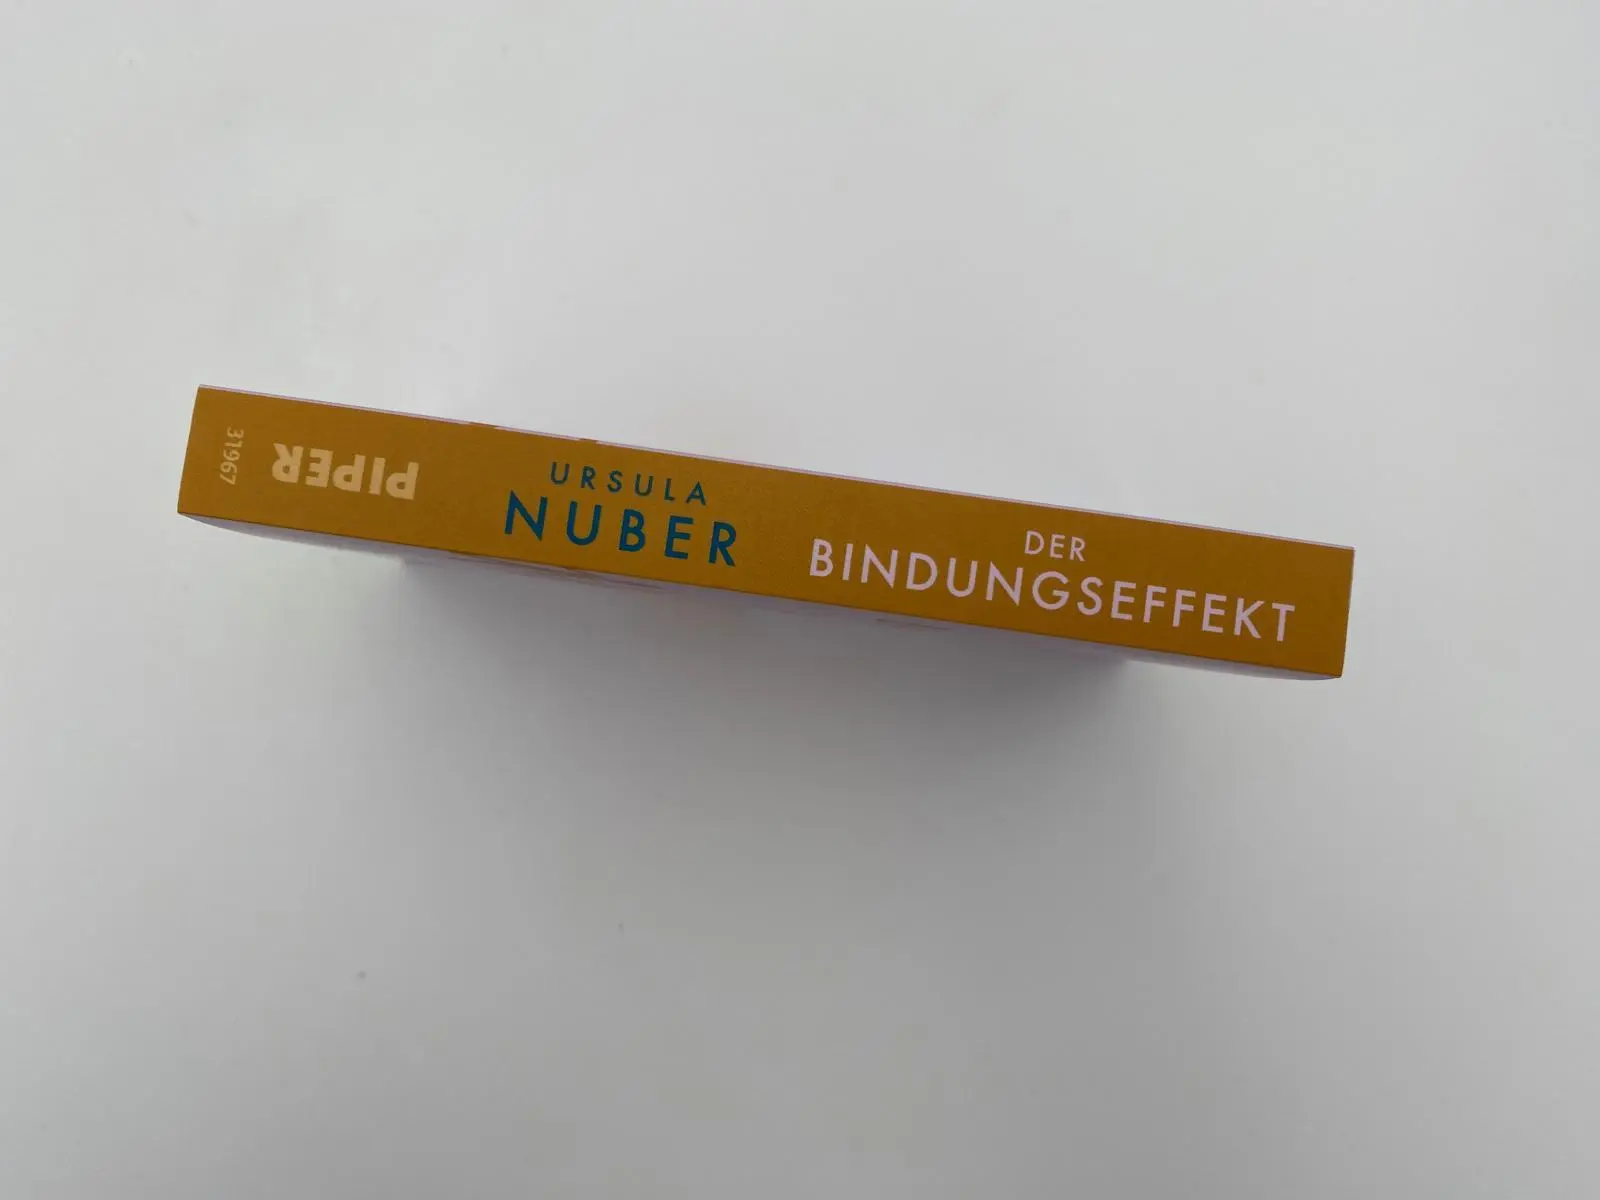 URSULA
NUBER
DER
BINDUNGSEFFEKT
PIPER
31967